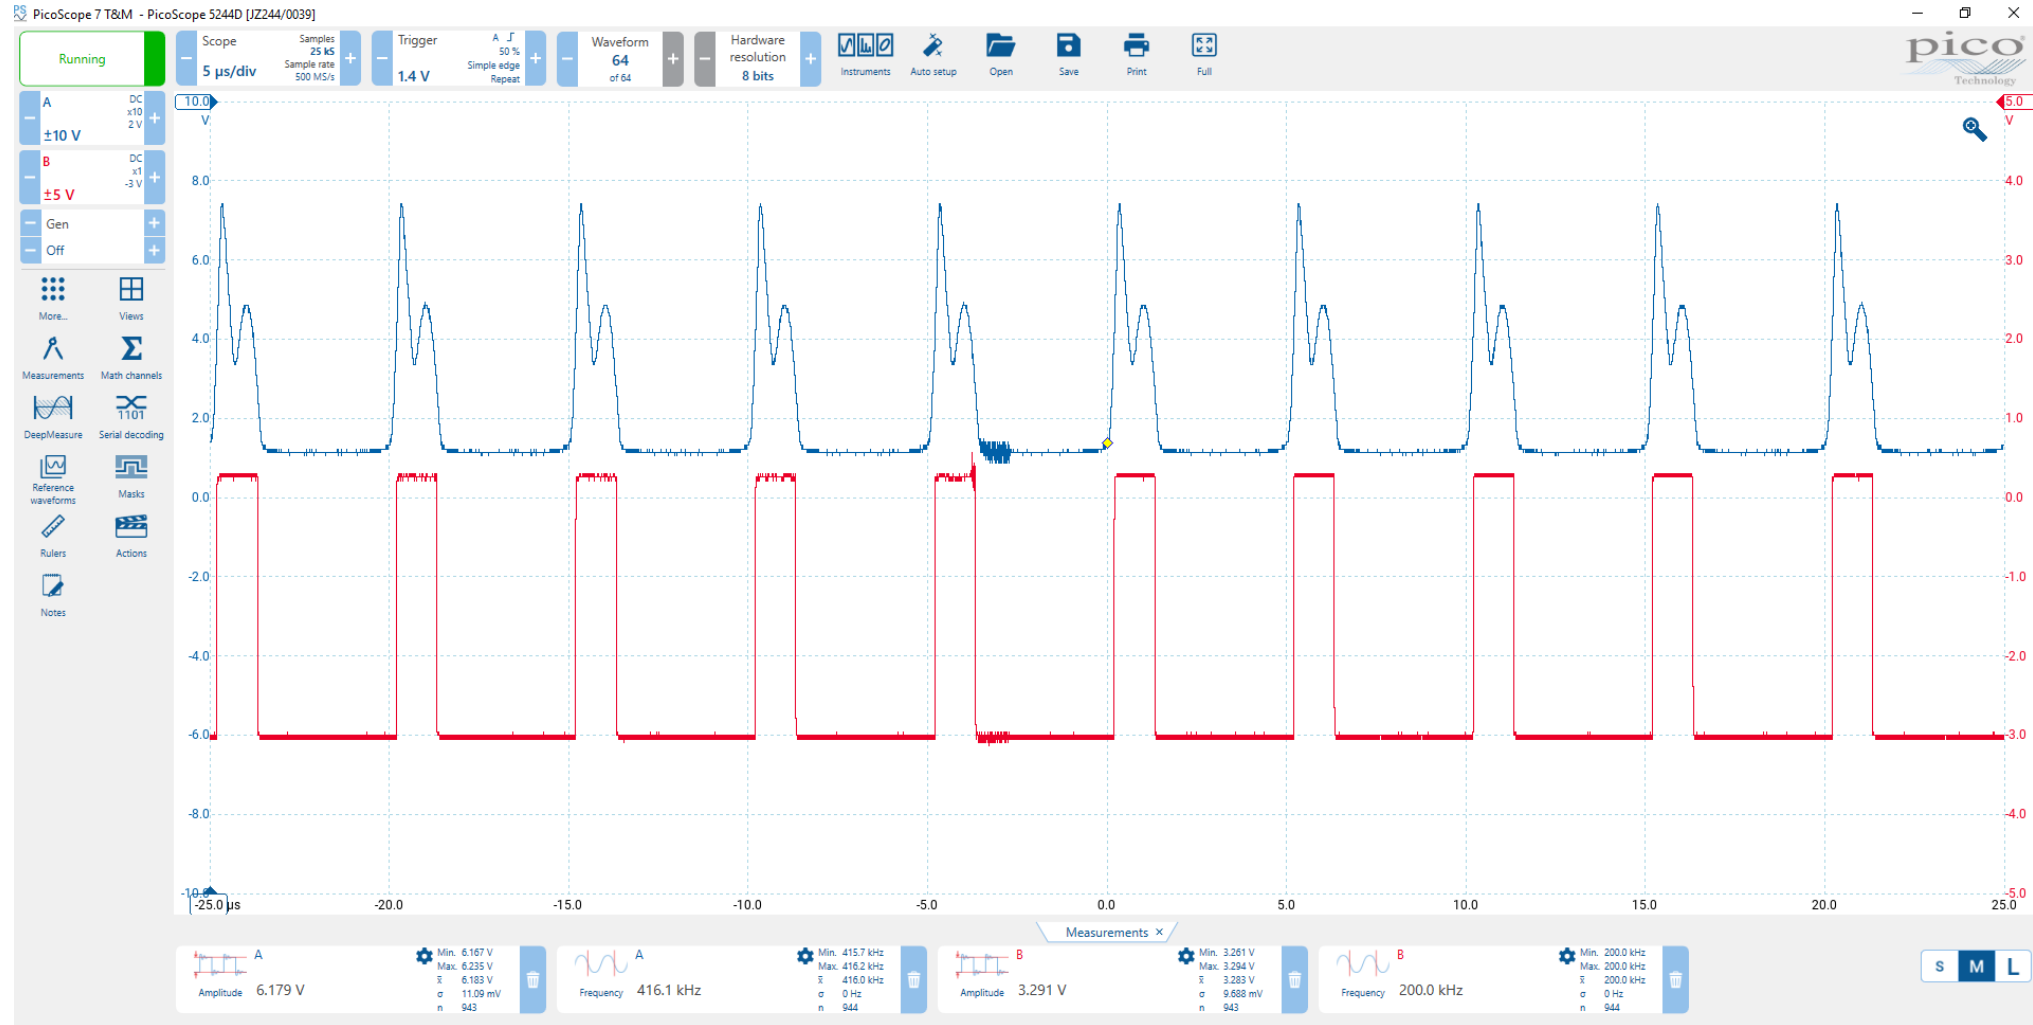 PS PicoScope 7 T&M - PicoScope 5244D [JZ244/0039]
Running
Scope
5 µs/div
Samples
25 kS
Sample rate
500 MS/s
Trigger
1.4 V
A
50 %
Simple edge
Repeat
Waveform
64
of 64
Hardware
resolution
8 bits
Instruments
Auto setup
Open
Save
Print
Full
pico
Technology
A
±10 V
DC
x10
2 V
B
±5 V
DC
x1
-3 V
Gen
Off
More...
Views
Measurements
Math channels
DeepMeasure
1101
Serial decoding
Reference
waveforms
Masks
Rulers
Actions
Notes
10.0
V
8.0
6.0
4.0
2.0
0.0
-2.0
-4.0
-6.0
-8.0
-10.0
5.0
V
4.0
3.0
2.0
1.0
0.0
-1.0
-2.0
-3.0
-4.0
-5.0
-25.0 µs
-20.0
-15.0
-10.0
-5.0
0.0
5.0
10.0
15.0
20.0
25.0
Measurements ×
A
Amplitude 6.179 V
Min. 6.167 V
Max. 6.235 V
x̄ 6.183 V
σ 11.09 mV
n 943
A
Frequency 416.1 kHz
Min. 415.7 kHz
Max. 416.2 kHz
x̄ 416.0 kHz
σ 0 Hz
n 944
B
Amplitude 3.291 V
Min. 3.261 V
Max. 3.294 V
x̄ 3.283 V
σ 9.688 mV
n 943
B
Frequency 200.0 kHz
Min. 200.0 kHz
Max. 200.0 kHz
x̄ 200.0 kHz
σ 0 Hz
n 944
S M L